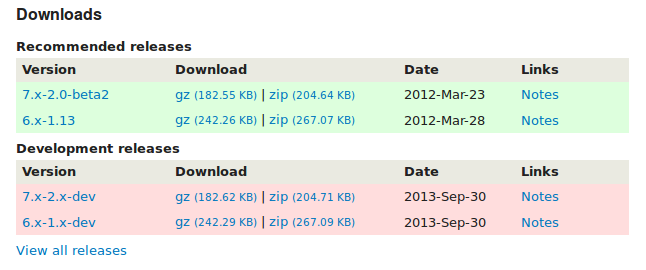 Downloads
Recommended releases
Version Download Date Links
7.x-2.0-beta2 gz (182.55 KB) | zip (204.64 KB) 2012-Mar-23 Notes
6.x-1.13 gz (242.26 KB) | zip (267.07 KB) 2012-Mar-28 Notes
Development releases
Version Download Date Links
7.x-2.x-dev gz (182.62 KB) | zip (204.71 KB) 2013-Sep-30 Notes
6.x-1.x-dev gz (242.29 KB) | zip (267.09 KB) 2013-Sep-30 Notes
View all releases